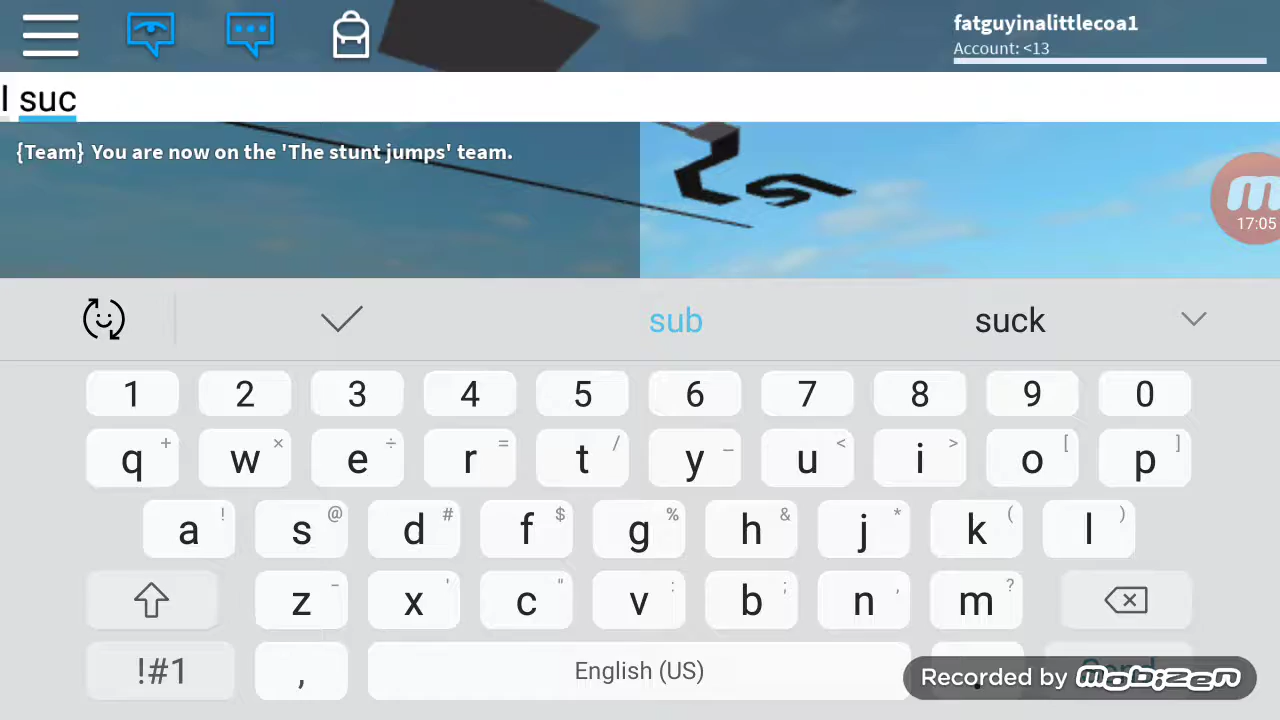 fatguyinalittlecoa1
Account: <13
I suc
{Team} You are now on the 'The stunt jumps' team.
17:05
sub suck
1 2 3 4 5 6 7 8 9 0
q + w × e ÷ r = t / y _ u < i > o [ p ]
a ! s @ d # f $ g % h & j * k ( l )
z - x ' c " v : b ; n , m ?
!#1 , English (US) .
Recorded by mobizen